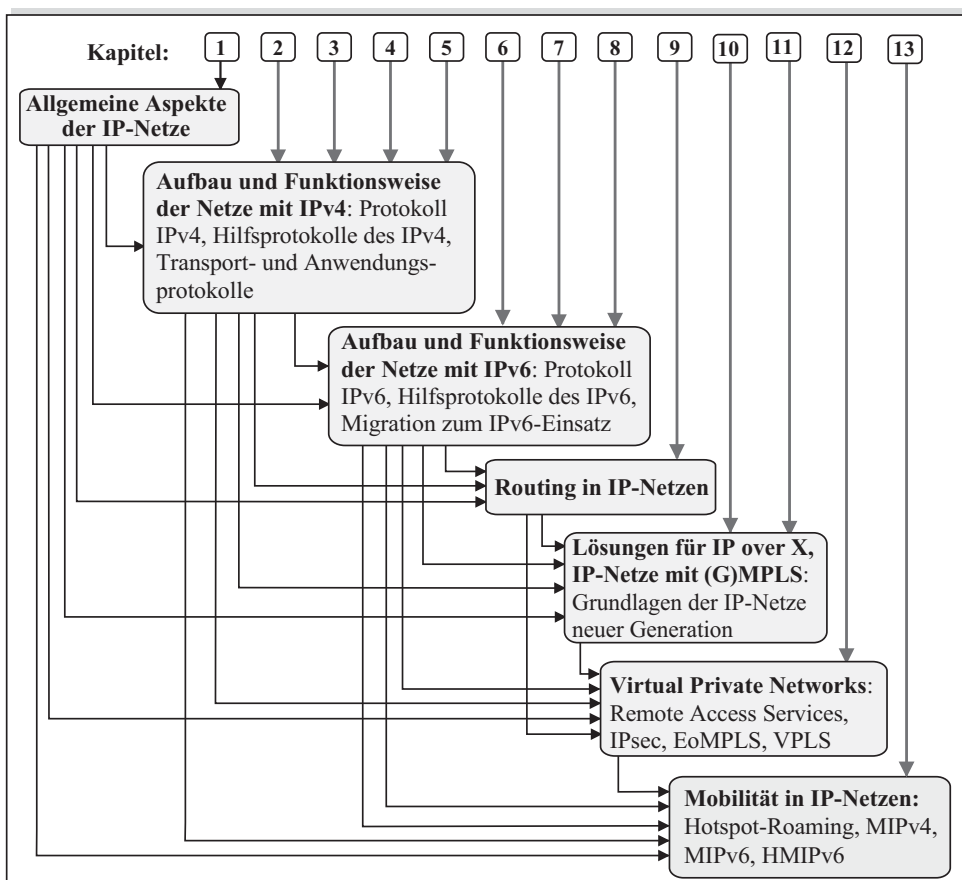 Kapitel: 1 2 3 4 5 6 7 8 9 10 11 12 13
Allgemeine Aspekte
der IP-Netze
Aufbau und Funktionsweise
der Netze mit IPv4: Protokoll
IPv4, Hilfsprotokolle des IPv4,
Transport- und Anwendungs-
protokolle
Aufbau und Funktionsweise
der Netze mit IPv6: Protokoll
IPv6, Hilfsprotokolle des IPv6,
Migration zum IPv6-Einsatz
Routing in IP-Netzen
Lösungen für IP over X,
IP-Netze mit (G)MPLS:
Grundlagen der IP-Netze
neuer Generation
Virtual Private Networks:
Remote Access Services,
IPsec, EoMPLS, VPLS
Mobilität in IP-Netzen:
Hotspot-Roaming, MIPv4,
MIPv6, HMIPv6